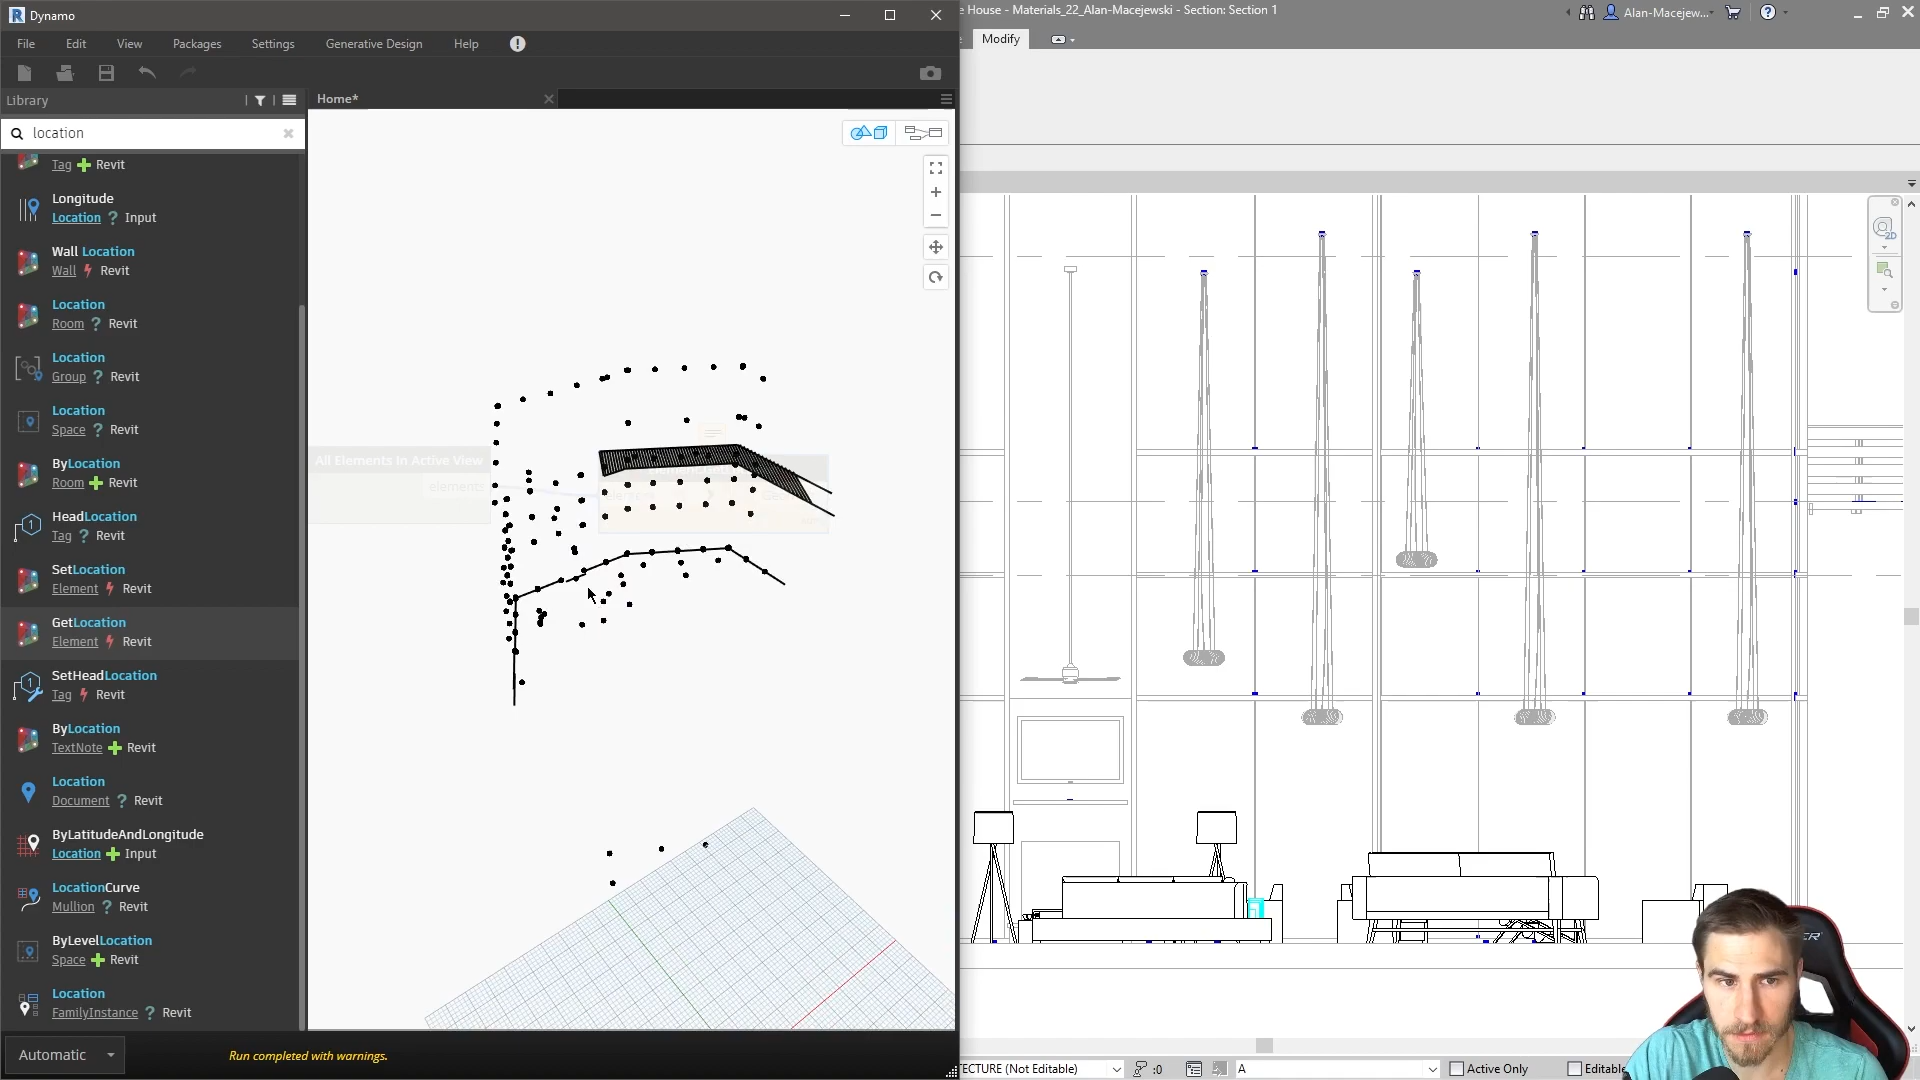 Dynamo
File Edit View Packages Settings Generative Design Help
Library
Home*
location
Tag Revit
Longitude
Location ? Input
Wall Location
Wall Revit
Location
Room ? Revit
Location
Group ? Revit
Location
Space ? Revit
ByLocation
Room Revit
HeadLocation
Tag ? Revit
SetLocation
Element Revit
GetLocation
Element Revit
SetHeadLocation
Tag Revit
ByLocation
TextNote Revit
Location
Document ? Revit
ByLatitudeAndLongitude
Location Input
LocationCurve
Mullion ? Revit
ByLevelLocation
Space Revit
Location
FamilyInstance ? Revit
Automatic
Run completed with warnings.
All Elements In Active View
elements
e House - Materials_22_Alan-Macejewski - Section: Section 1
Alan-Macejew...
Modify
2D
TECTURE (Not Editable)
:0
A
Active Only
Editable